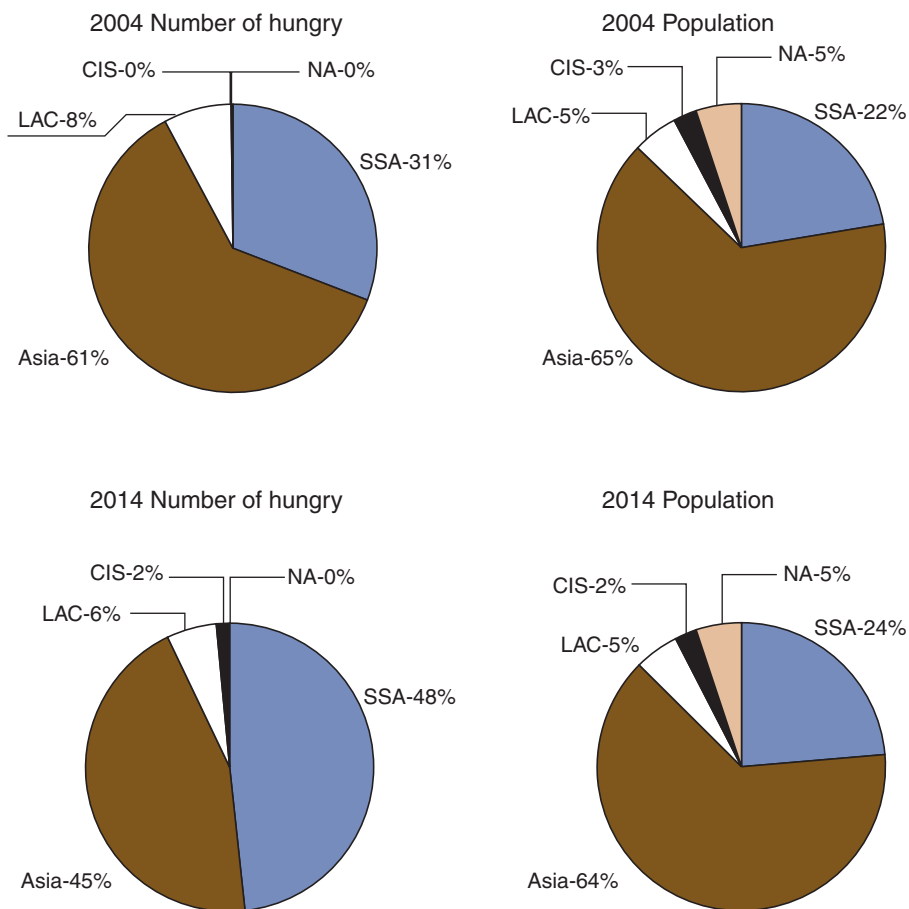 2004 Number of hungry
CIS-0%
NA-0%
LAC-8%
SSA-31%
Asia-61%
2004 Population
NA-5%
CIS-3%
LAC-5%
SSA-22%
Asia-65%
2014 Number of hungry
CIS-2%
NA-0%
LAC-6%
SSA-48%
Asia-45%
2014 Population
NA-5%
CIS-2%
SSA-24%
LAC-5%
Asia-64%